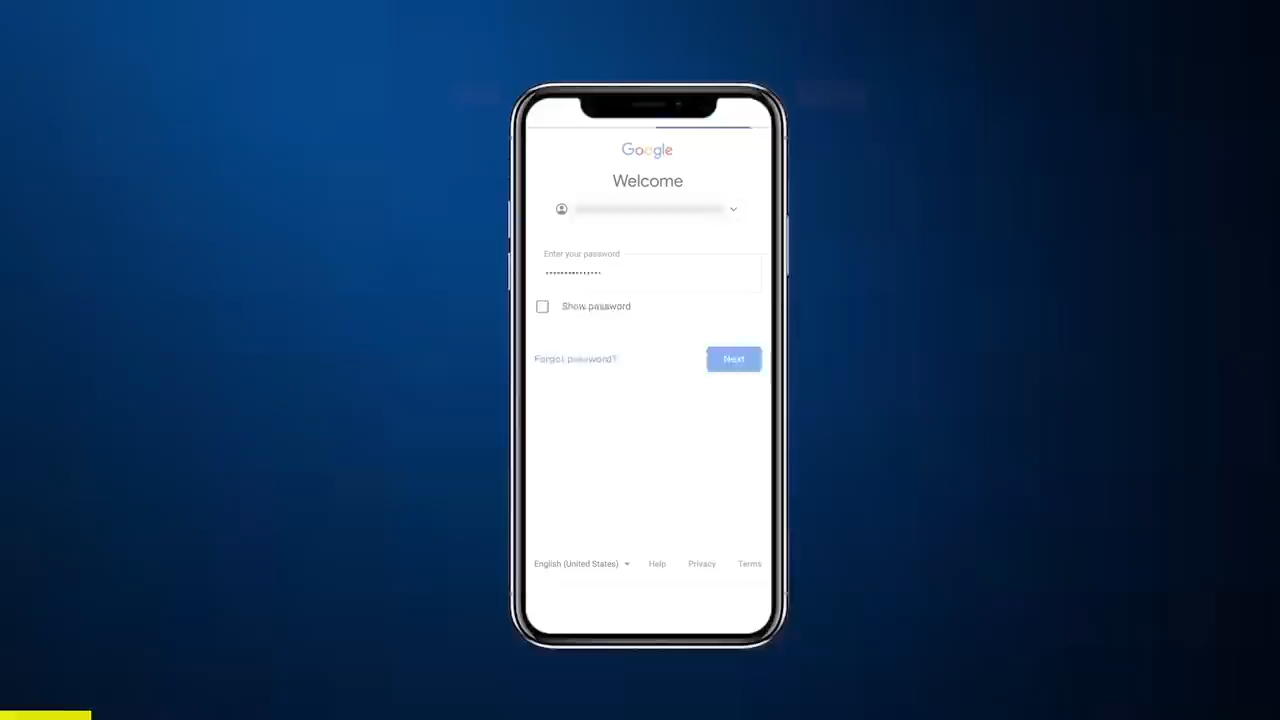 Google
Welcome
Enter your password
Show password
Forgot password?
Next
English (United States)
Help
Privacy
Terms